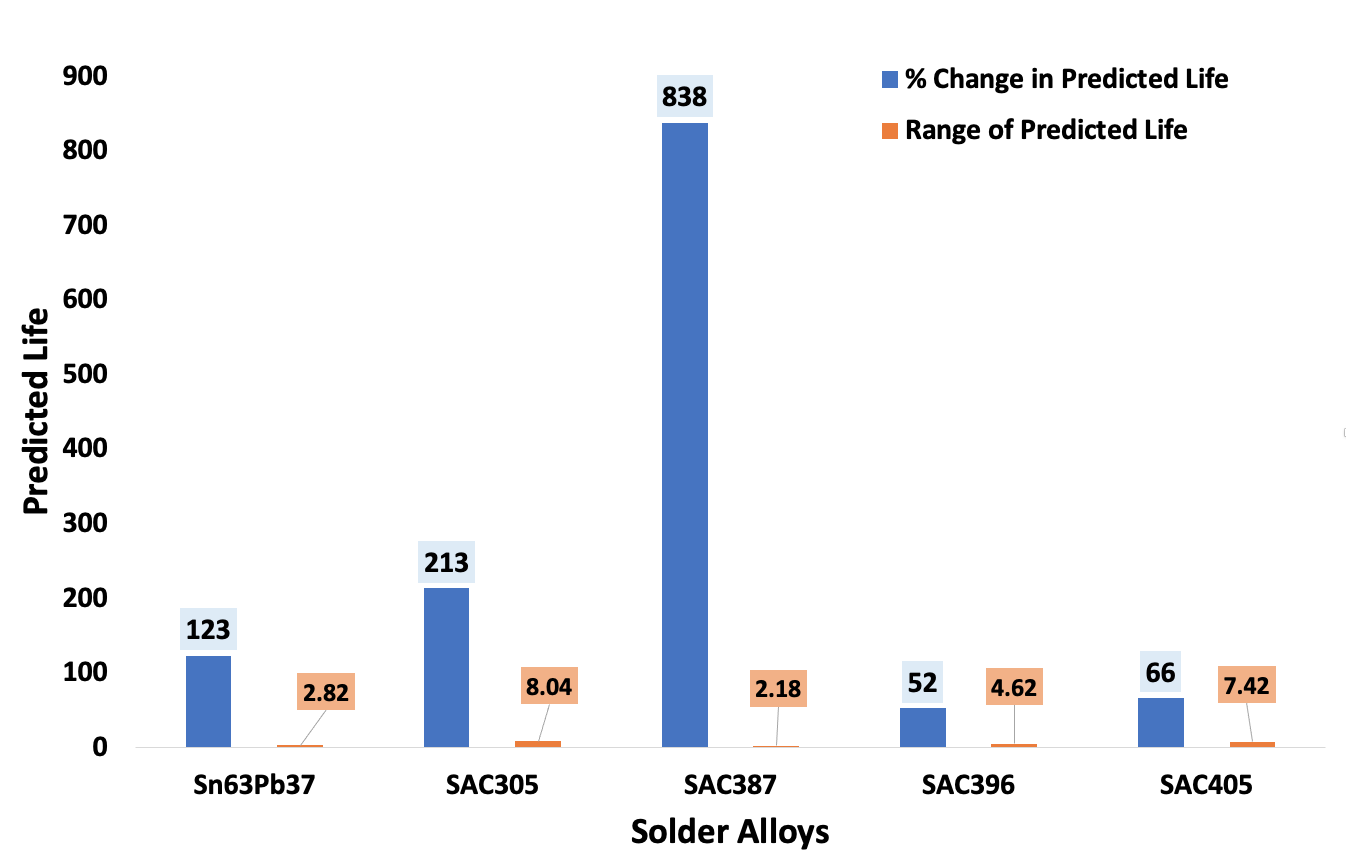 % Change in Predicted Life
Range of Predicted Life
Predicted Life
900
800
700
600
500
400
300
200
100
0
123
2.82
213
8.04
838
2.18
52
4.62
66
7.42
Sn63Pb37
SAC305
SAC387
SAC396
SAC405
Solder Alloys